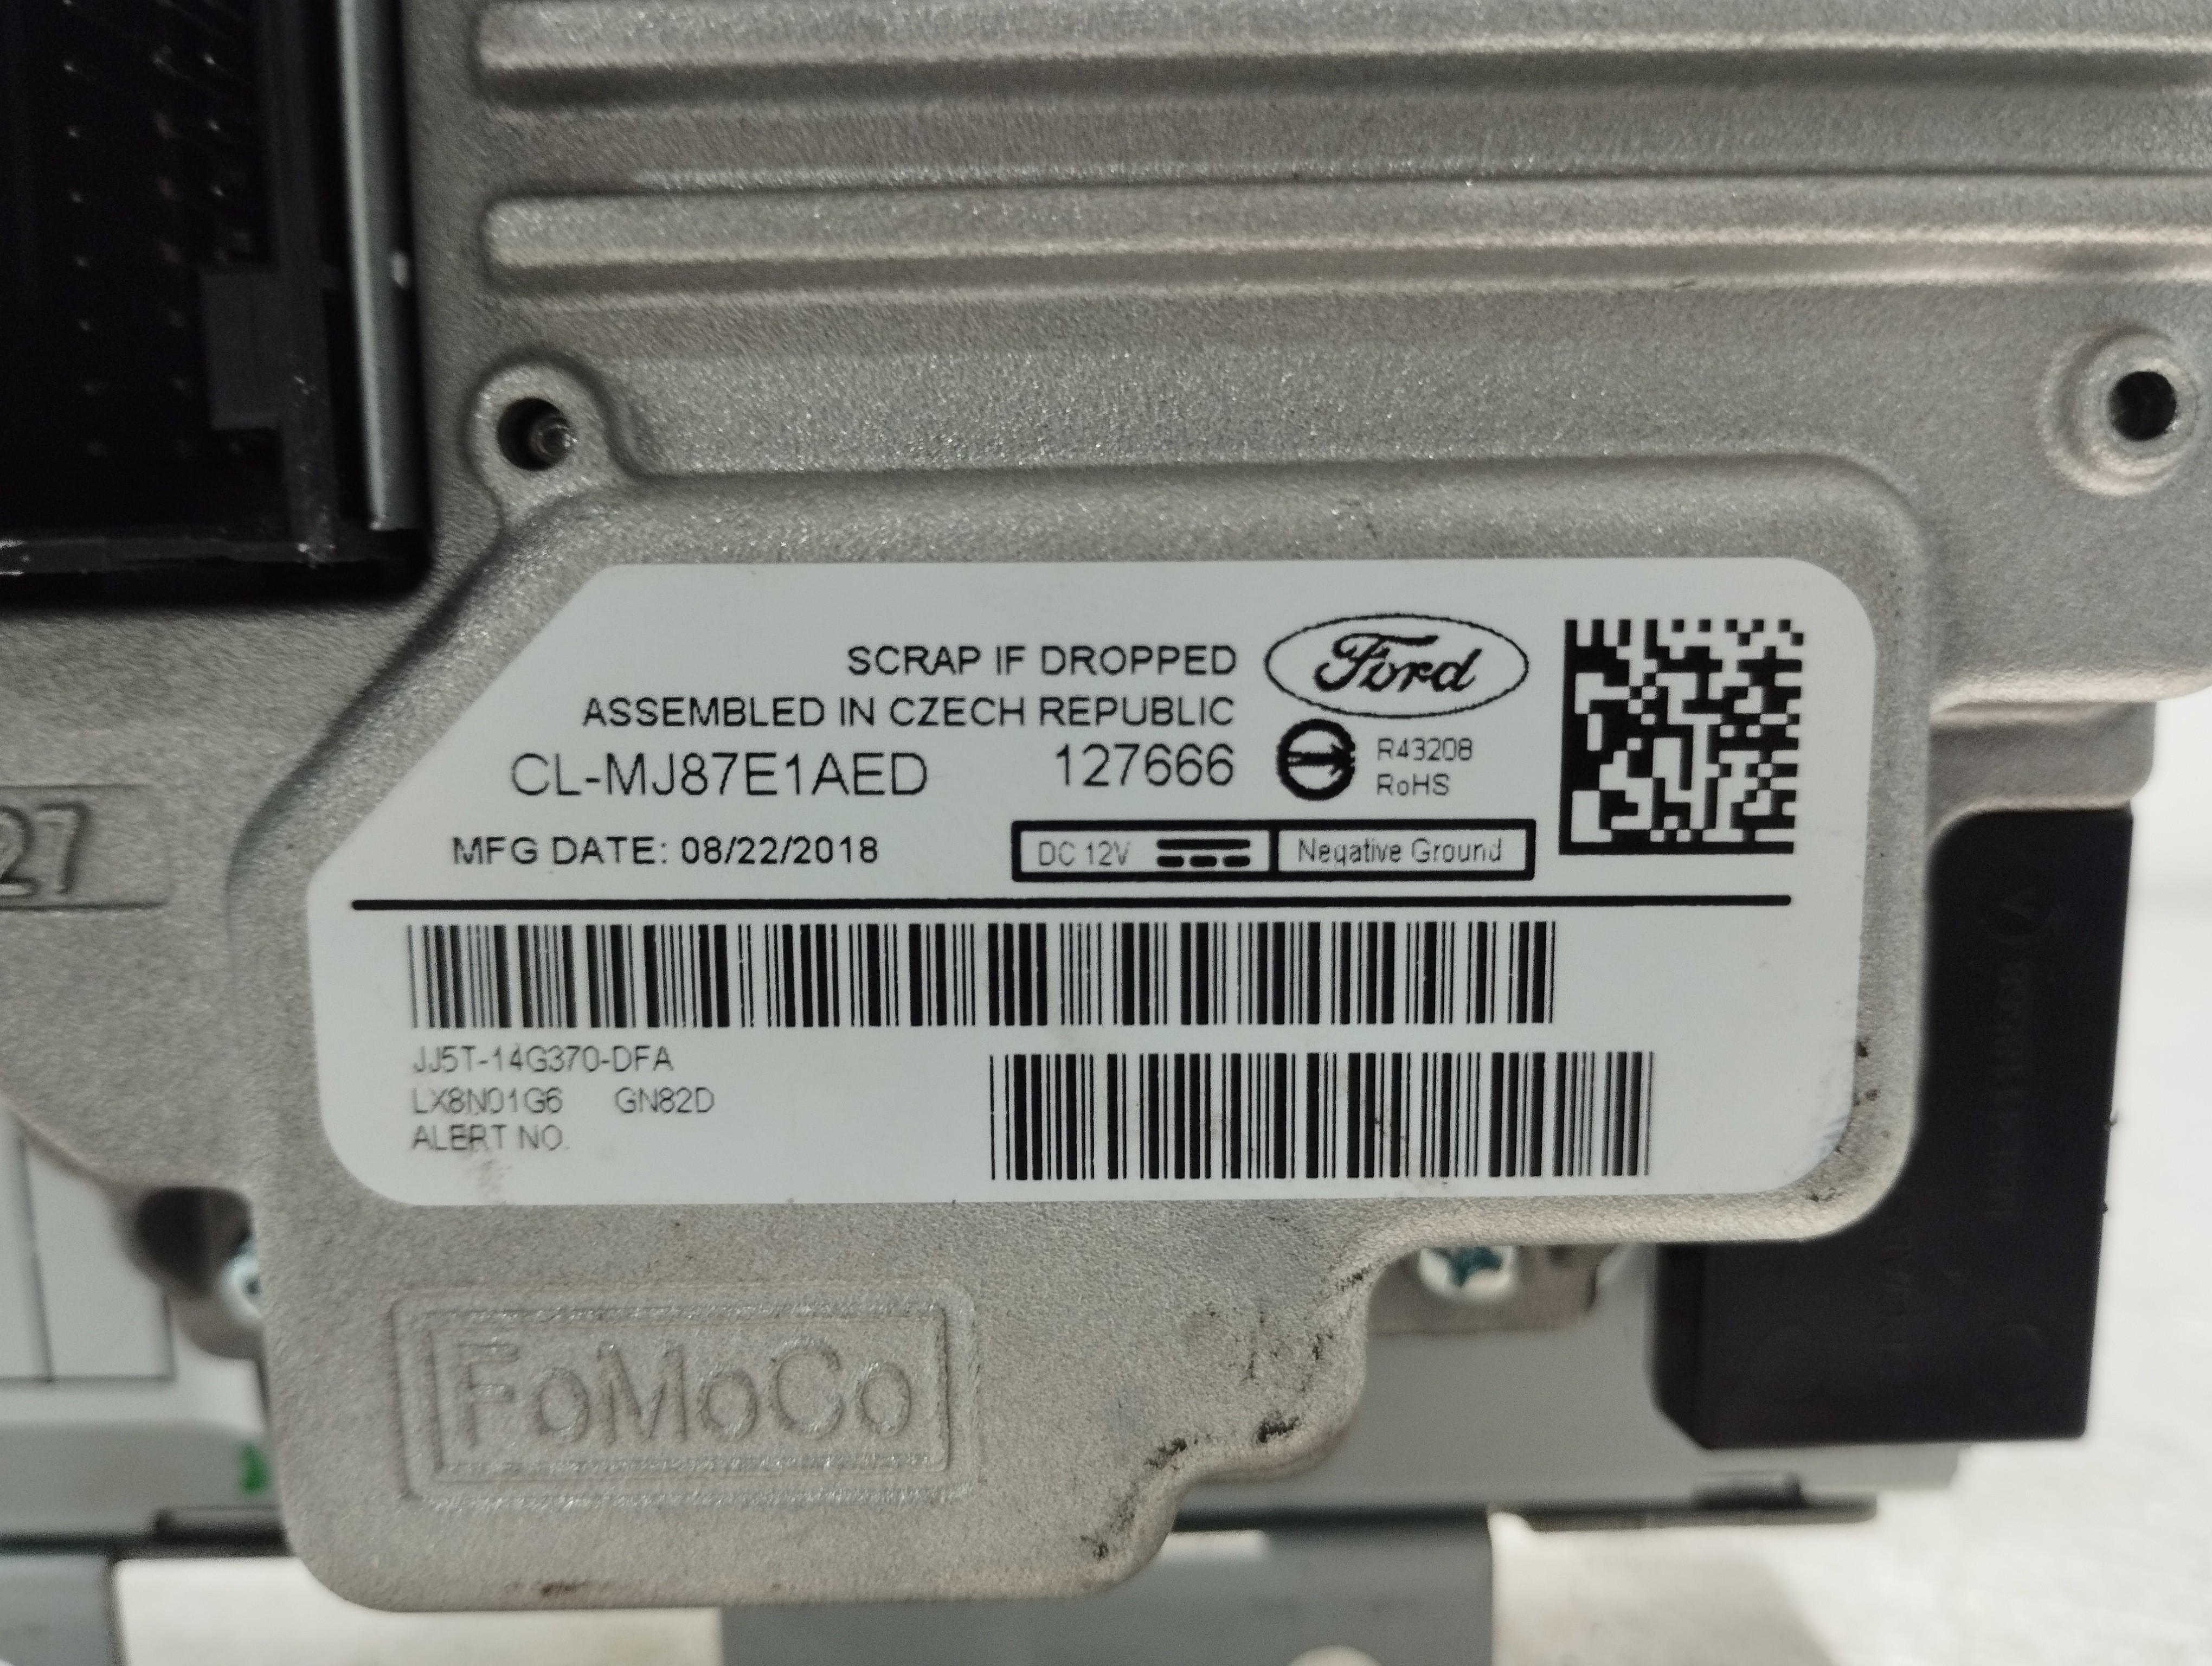 SCRAP IF DROPPED
Ford
ASSEMBLED IN CZECH REPUBLIC
CL-MJ87E1AED 127666
R43208
RoHS
MFG DATE: 08/22/2018
DC 12V
Negative Ground
27
JJ5T-14G370-DFA
LX8N01G6 GN82D
ALERT NO.
FoMoCo